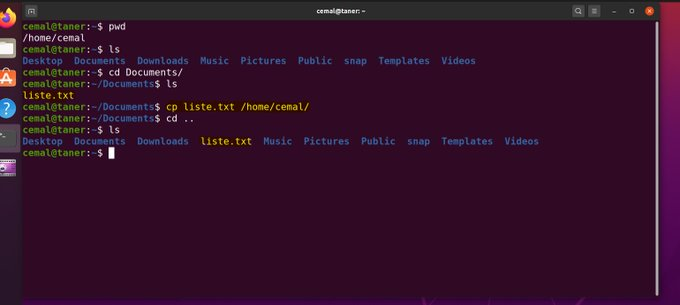 cemal@taner: ~
cemal@taner:~$ pwd
/home/cemal
cemal@taner:~$ ls
Desktop Documents Downloads Music Pictures Public snap Templates Videos
cemal@taner:~$ cd Documents/
cemal@taner:~/Documents$ ls
liste.txt
cemal@taner:~/Documents$ cp liste.txt /home/cemal/
cemal@taner:~/Documents$ cd ..
cemal@taner:~$ ls
Desktop Documents Downloads liste.txt Music Pictures Public snap Templates Videos
cemal@taner:~$